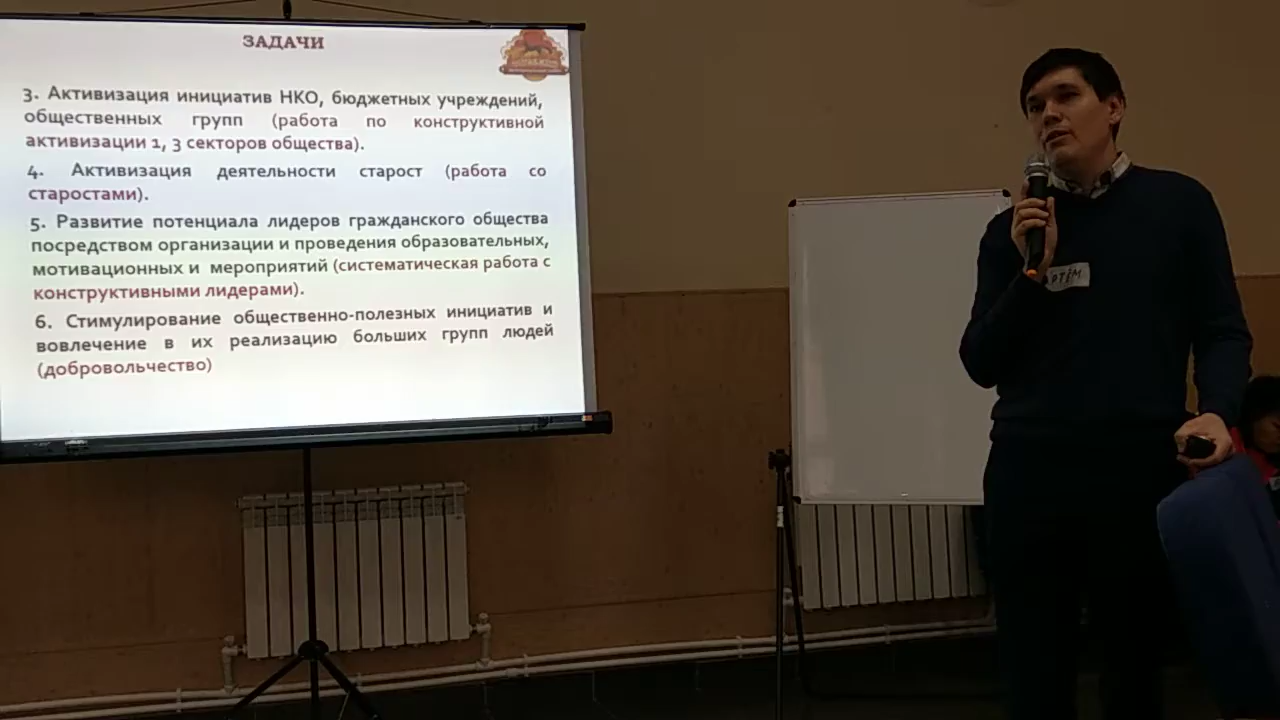 ЗАДАЧИ
3. Активизация инициатив НКО, бюджетных учреждений,
общественных групп (работа по конструктивной
активизации 1, 3 секторов общества).
4. Активизация деятельности старост (работа со
старостами).
5. Развитие потенциала лидеров гражданского общества
посредством организации и проведения образовательных,
мотивационных и мероприятий (систематическая работа с
конструктивными лидерами).
6. Стимулирование общественно-полезных инициатив и
вовлечение в их реализацию больших групп людей
(добровольчество)
АРТЁМ